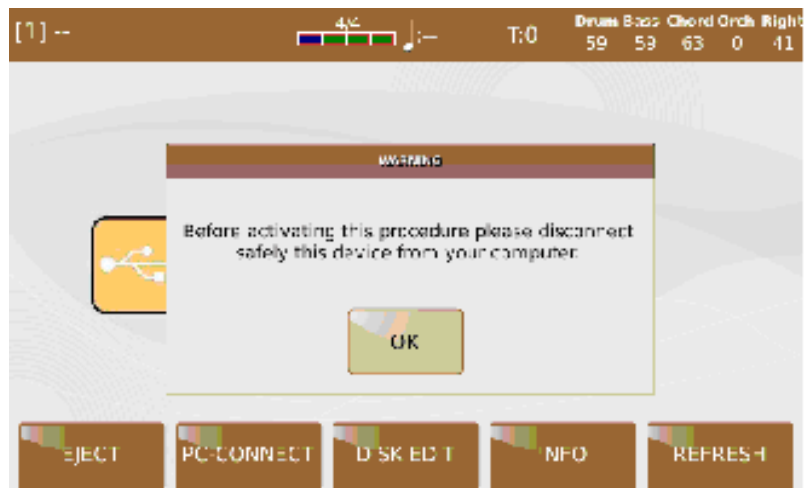 [1] --
4/4
:--
T:0
Drum Bass Chord Orch Right
59 59 63 0 41
WARNING
Before activating this procedure please disconnect
safely this device from your computer.
OK
EJECT
PC-CONNECT
DISK EDIT
INFO
REFRESH